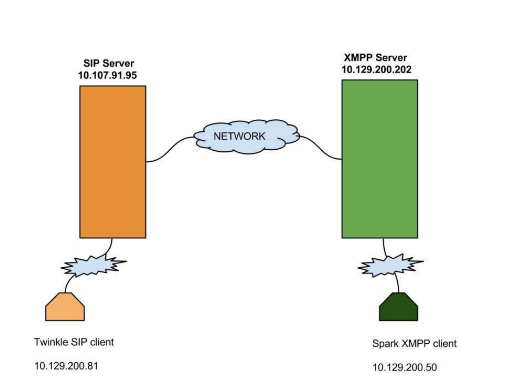 SIP Server
10.107.91.95
XMPP Server
10.129.200.202
NETWORK
Twinkle SIP client
10.129.200.81
Spark XMPP client
10.129.200.50